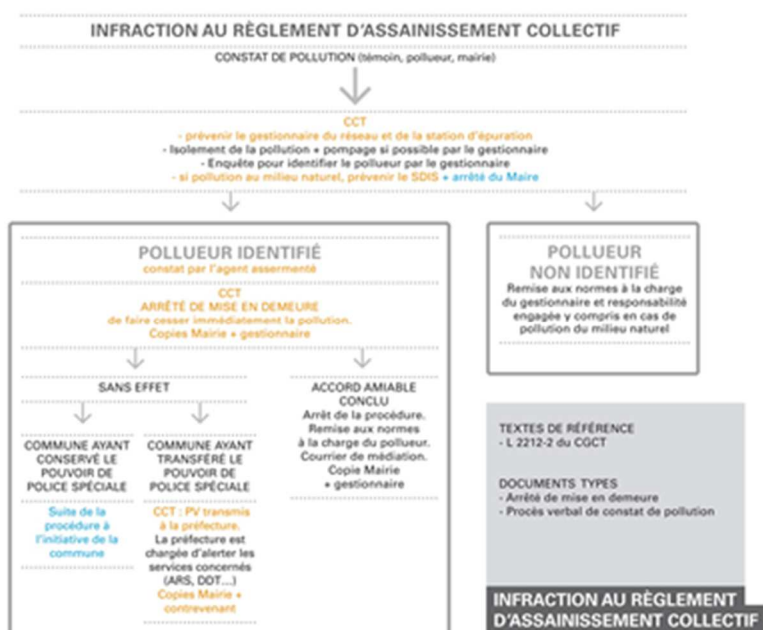 INFRACTION AU RÈGLEMENT D'ASSAINISSEMENT COLLECTIF
CONSTAT DE POLLUTION (témoin, pollueur, mairie)
CCT
- prévenir le gestionnaire du réseau et de la station d'épuration
- Isolement de la pollution + pompage si possible par le gestionnaire
- Enquête pour identifier le pollueur par le gestionnaire
- si pollution au milieu naturel, prévenir le SDIS + arrêté du Maire
POLLUEUR IDENTIFIÉ
constat par l'agent assermenté
CCT
ARRÊTÉ DE MISE EN DEMEURE
de faire cesser immédiatement la pollution.
Copies Mairie + gestionnaire
SANS EFFET
COMMUNE AYANT
CONSERVÉ LE
POUVOIR DE
POLICE SPÉCIALE
Suite de la
procédure à
l'initiative de la
commune
COMMUNE AYANT
TRANSFÉRÉ LE
POUVOIR DE
POLICE SPÉCIALE
CCT : PV transmis
à la préfecture.
La préfecture est
chargée d'alerter les
services concernés
(ARS, DDT...)
Copies Mairie +
contrevenant
ACCORD AMIABLE
CONCLU
Arrêt de la procédure.
Remise aux normes
à la charge du pollueur.
Courrier de médiation.
Copie Mairie
+ gestionnaire
POLLUEUR
NON IDENTIFIÉ
Remise aux normes à la charge
du gestionnaire et responsabilité
engagée y compris en cas de
pollution du milieu naturel
TEXTES DE RÉFÉRENCE
- L 2212-2 du CGCT
DOCUMENTS TYPES
- Arrêté de mise en demeure
- Procès verbal de constat de pollution
INFRACTION AU RÈGLEMENT
D'ASSAINISSEMENT COLLECTIF